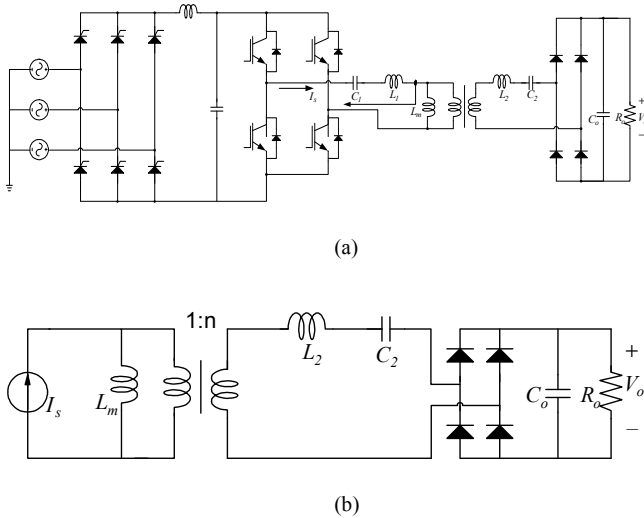 I_s
C_1
L_1
L_m
L_2
C_2
C_o
R_o
+
V
−
(a)
1:n
I_s
L_m
L_2
C_2
C_o
R_o
+
V_o
−
(b)